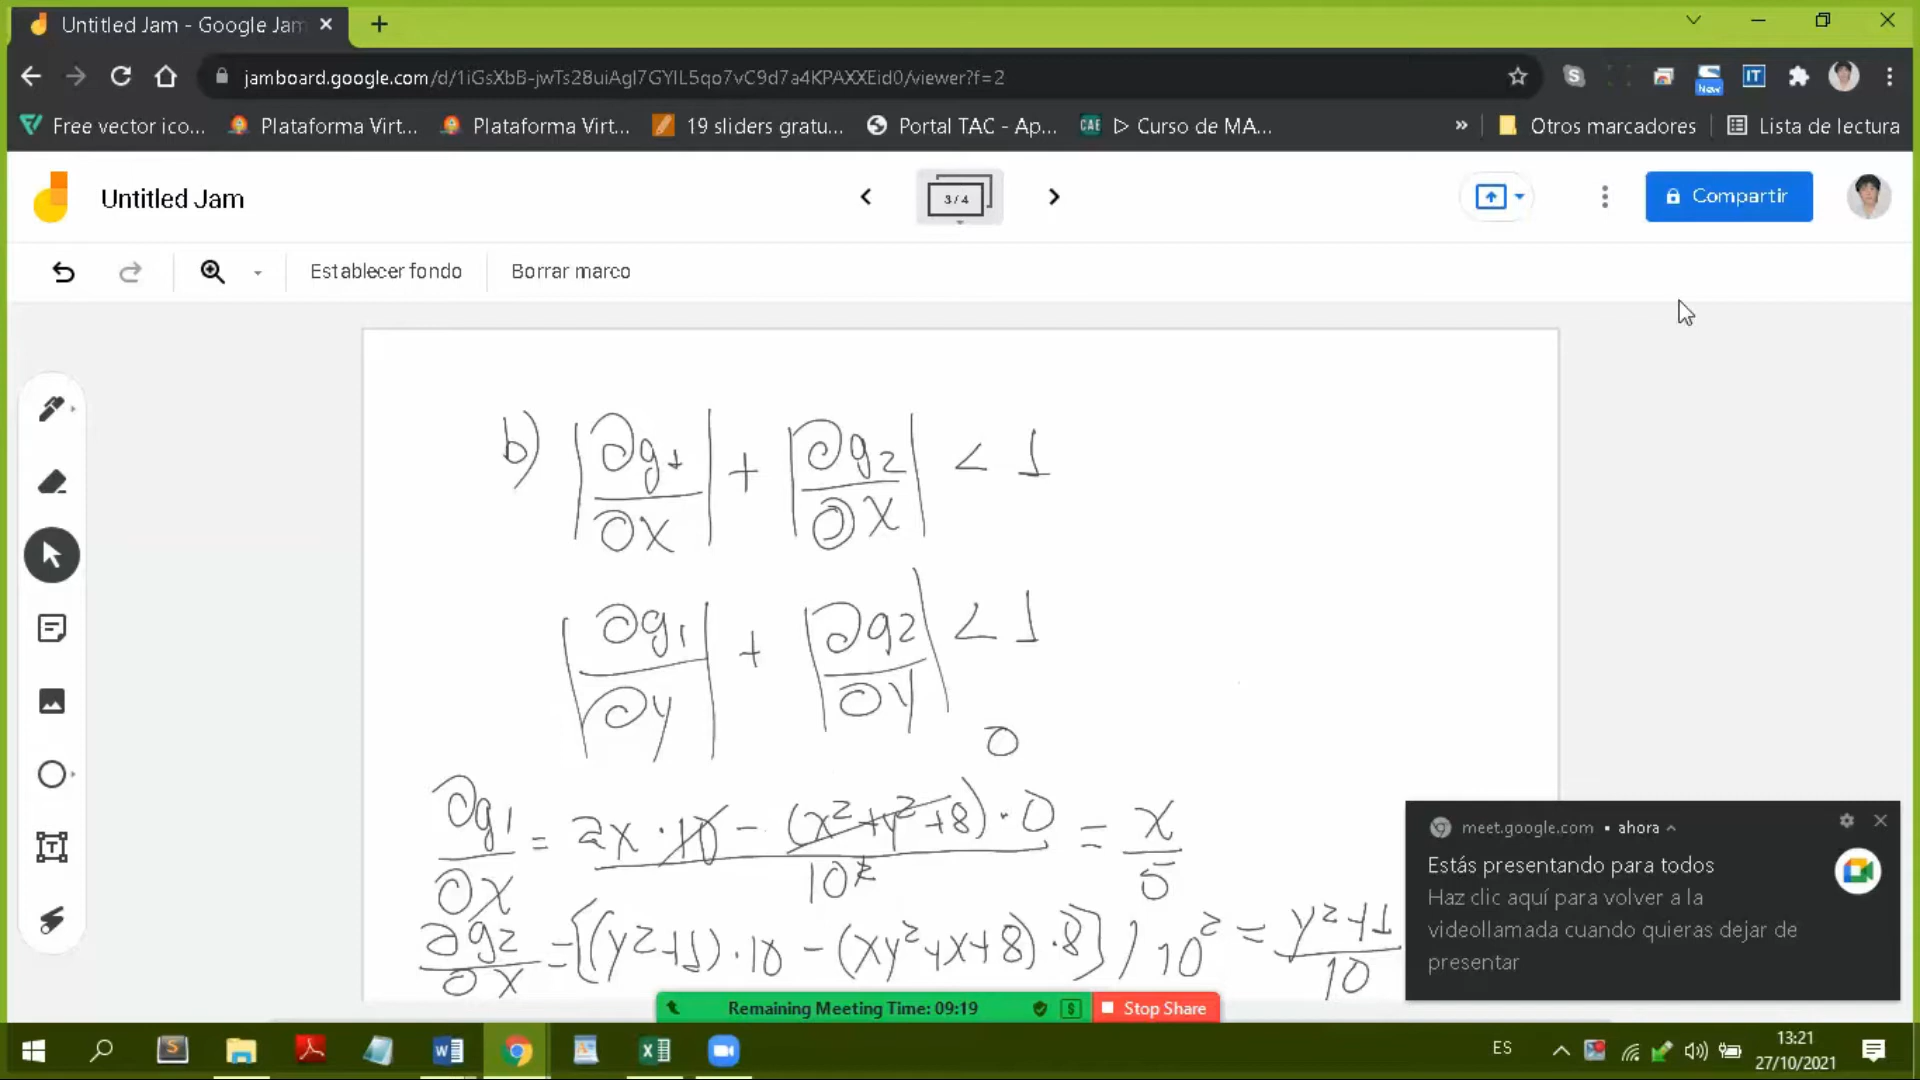 Untitled Jam - Google Jam
jamboard.google.com/d/1iGsXbB-jwTs28uiAgI7GYIL5qo7vC9d7a4KPAXXEid0/viewer?f=2
New
IT
Free vector ico...
Plataforma Virt...
Plataforma Virt...
19 sliders gratu...
Portal TAC - Ap...
CAE
▷ Curso de MA...
»
Otros marcadores
Lista de lectura
Untitled Jam
3 / 4
Compartir
Establecer fondo
Borrar marco
b) |∂g1/∂x| + |∂g2/∂x| < 1
|∂g1/∂y| + |∂g2/∂y| < 1
0
∂g1/∂x = (2x·10 - (x²+y²+8)·0)/10² = x/5
∂g2/∂x = [(y²+1)·10 - (xy²+x+8)·8] / 10² = (y²+1)/10
meet.google.com • ahora
Estás presentando para todos
Haz clic aquí para volver a la
videollamada cuando quieras dejar de
presentar
Remaining Meeting Time: 09:19
Stop Share
ES
13:21
27/10/2021